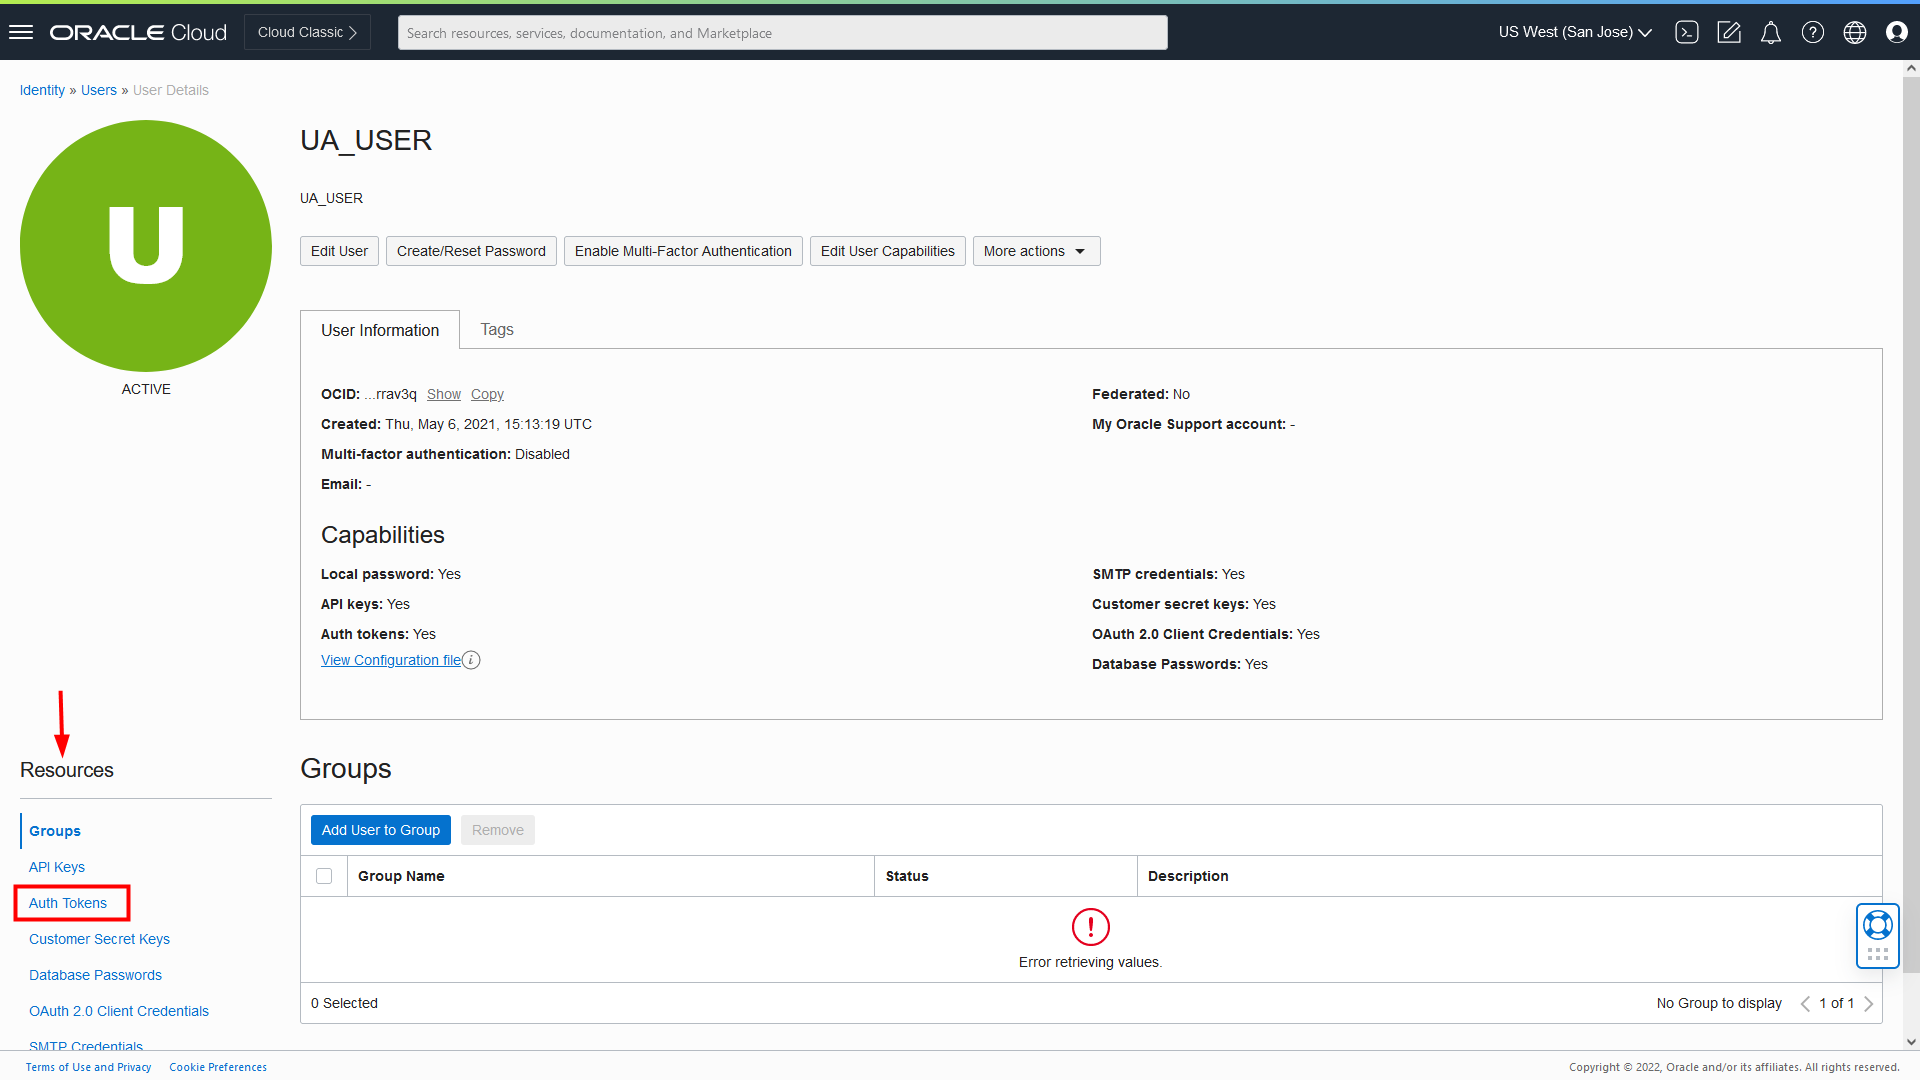 ORACLE Cloud
Cloud Classic
Search resources, services, documentation, and Marketplace
US West (San Jose)
Identity » Users » User Details
U
ACTIVE
UA_USER
UA_USER
Edit User
Create/Reset Password
Enable Multi-Factor Authentication
Edit User Capabilities
More actions
User Information
Tags
OCID: ...rrav3q Show Copy
Created: Thu, May 6, 2021, 15:13:19 UTC
Multi-factor authentication: Disabled
Email: -
Federated: No
My Oracle Support account: -
Capabilities
Local password: Yes
API keys: Yes
Auth tokens: Yes
View Configuration file i
SMTP credentials: Yes
Customer secret keys: Yes
OAuth 2.0 Client Credentials: Yes
Database Passwords: Yes
Resources
Groups
API Keys
Auth Tokens
Customer Secret Keys
Database Passwords
OAuth 2.0 Client Credentials
SMTP Credentials
Groups
Add User to Group
Remove
Group Name
Status
Description
Error retrieving values.
0 Selected
No Group to display
1 of 1
Terms of Use and Privacy
Cookie Preferences
Copyright © 2022, Oracle and/or its affiliates. All rights reserved.